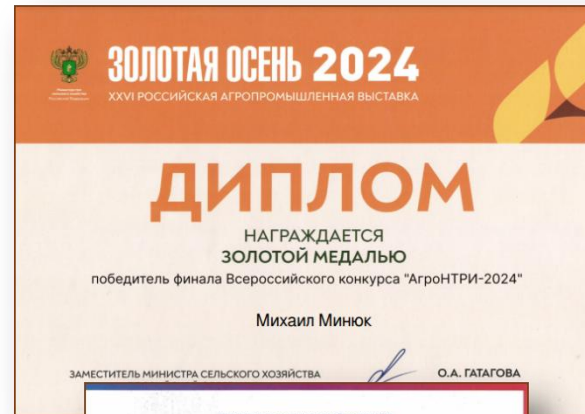 ЗОЛОТАЯ ОСЕНЬ 2024
XXVI РОССИЙСКАЯ АГРОПРОМЫШЛЕННАЯ ВЫСТАВКА
ДИПЛОМ
НАГРАЖДАЕТСЯ
ЗОЛОТОЙ МЕДАЛЬЮ
победитель финала Всероссийского конкурса "АгроНТРИ-2024"
Михаил Минюк
ЗАМЕСТИТЕЛЬ МИНИСТРА СЕЛЬСКОГО ХОЗЯЙСТВА
О.А. ГАТАГОВА